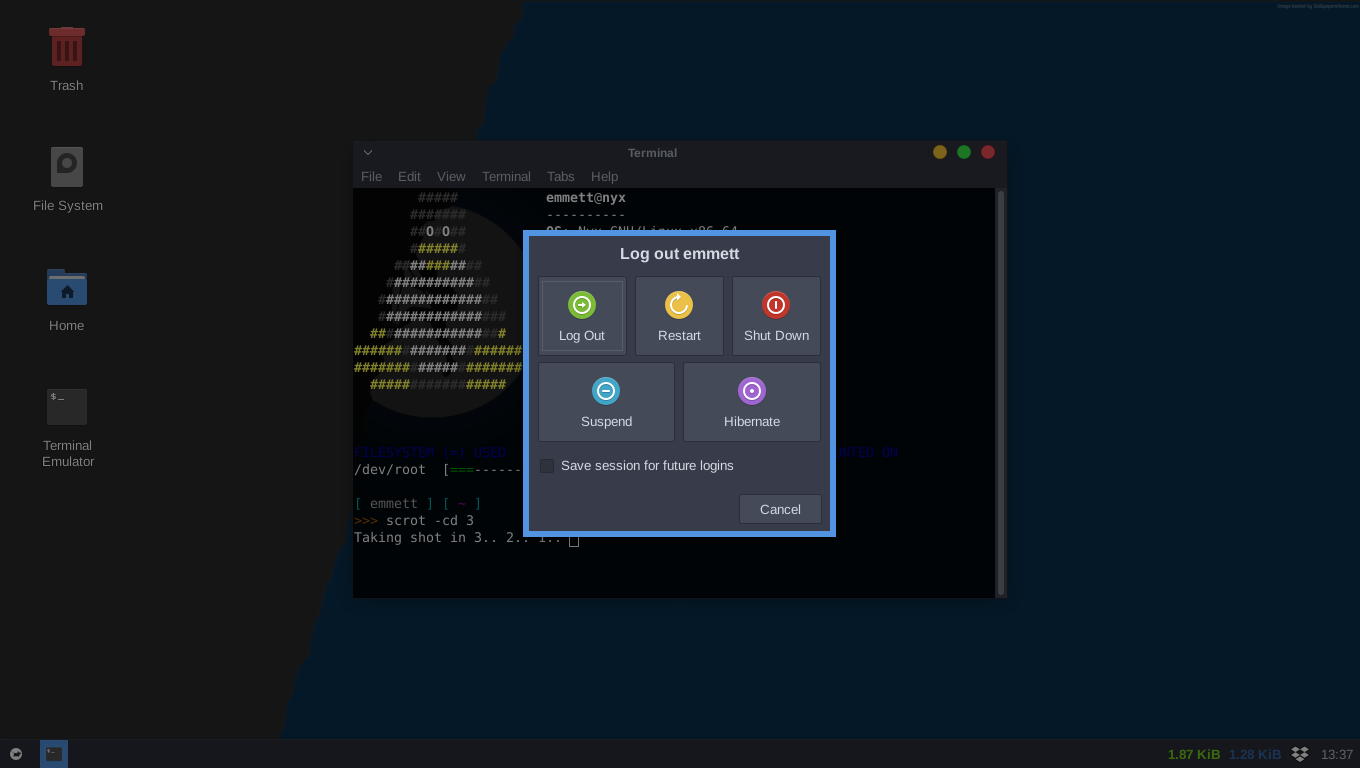 Trash
File System
Home
$_
Terminal
Emulator
Terminal
File Edit View Terminal Tabs Help
emmett@nyx
----------
OS: Nyx GNU/Linux x86_64
Log out emmett
Log Out Restart Shut Down
Suspend Hibernate
Save session for future logins
Cancel
FILESYSTEM (=) USED
ON
/dev/root [===------
[ emmett ] [ ~ ]
>>> scrot -cd 3
Taking shot in 3.. 2.. 1..
1.87 KiB 1.28 KiB 13:37